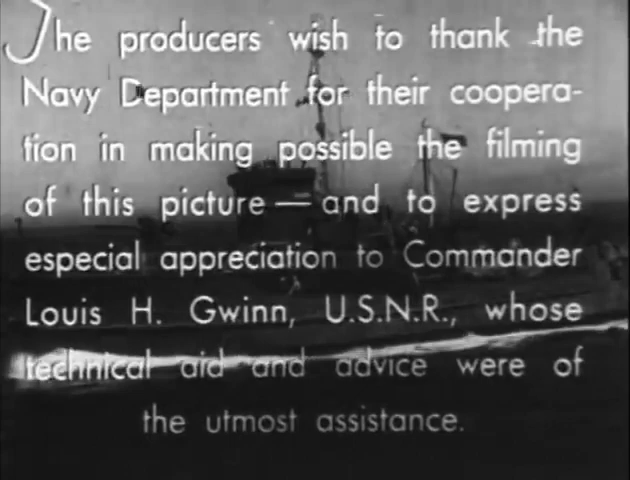 The producers wish to thank the
Navy Department for their coopera-
tion in making possible the filming
of this picture — and to express
especial appreciation to Commander
Louis H. Gwinn, U.S.N.R., whose
technical aid and advice were of
the utmost assistance.